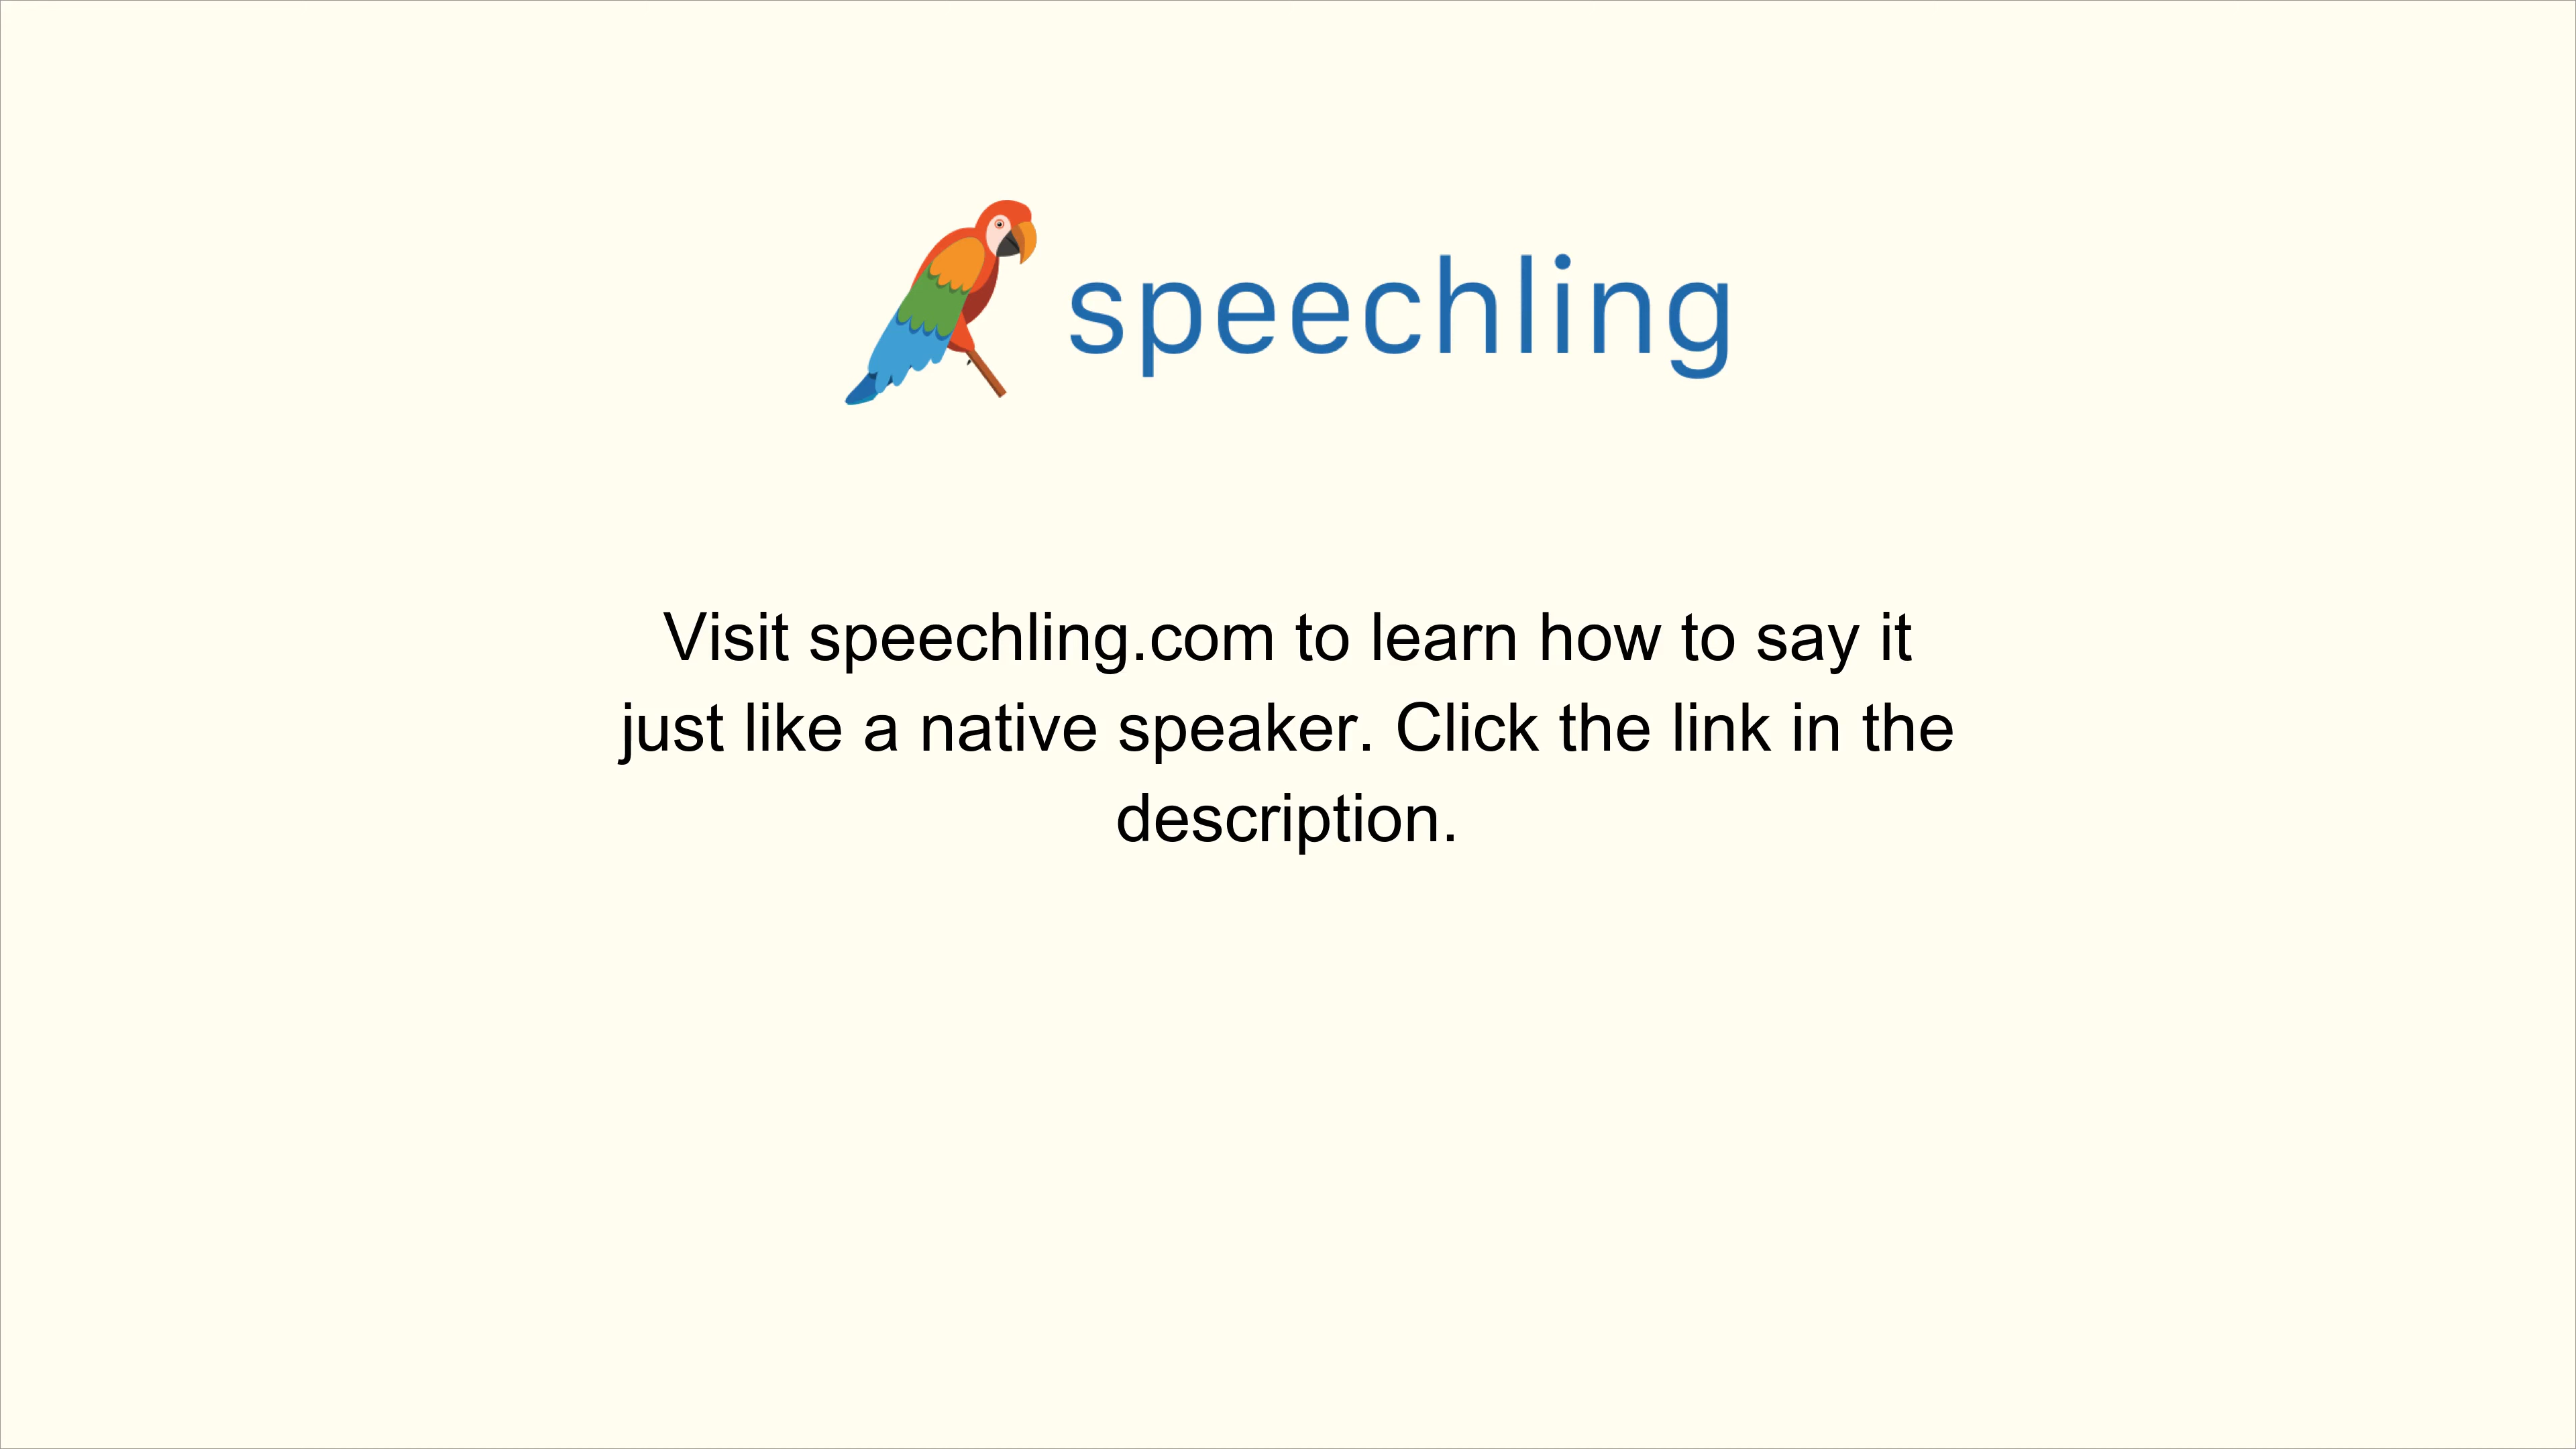 speechling
Visit speechling.com to learn how to say it
just like a native speaker. Click the link in the
description.